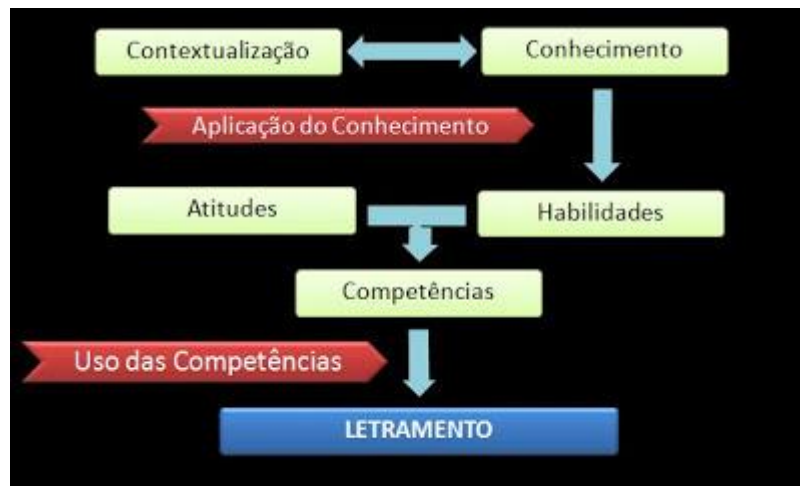 Contextualização
Conhecimento
Aplicação do Conhecimento
Atitudes
Habilidades
Competências
Uso das Competências
LETRAMENTO